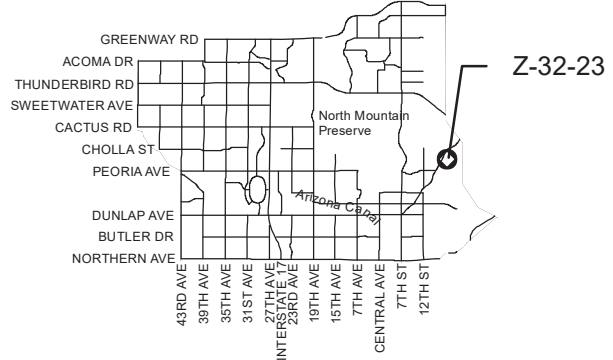 GREENWAY RD
ACOMA DR
THUNDERBIRD RD
SWEETWATER AVE
CACTUS RD
CHOLLA ST
PEORIA AVE
DUNLAP AVE
BUTLER DR
NORTHERN AVE
Z-32-23
North Mountain
Preserve
Arizona Canal
43RD AVE
39TH AVE
35TH AVE
31ST AVE
27TH AVE
INTERSTATE 17
23RD AVE
19TH AVE
15TH AVE
7TH AVE
CENTRAL AVE
7TH ST
12TH ST